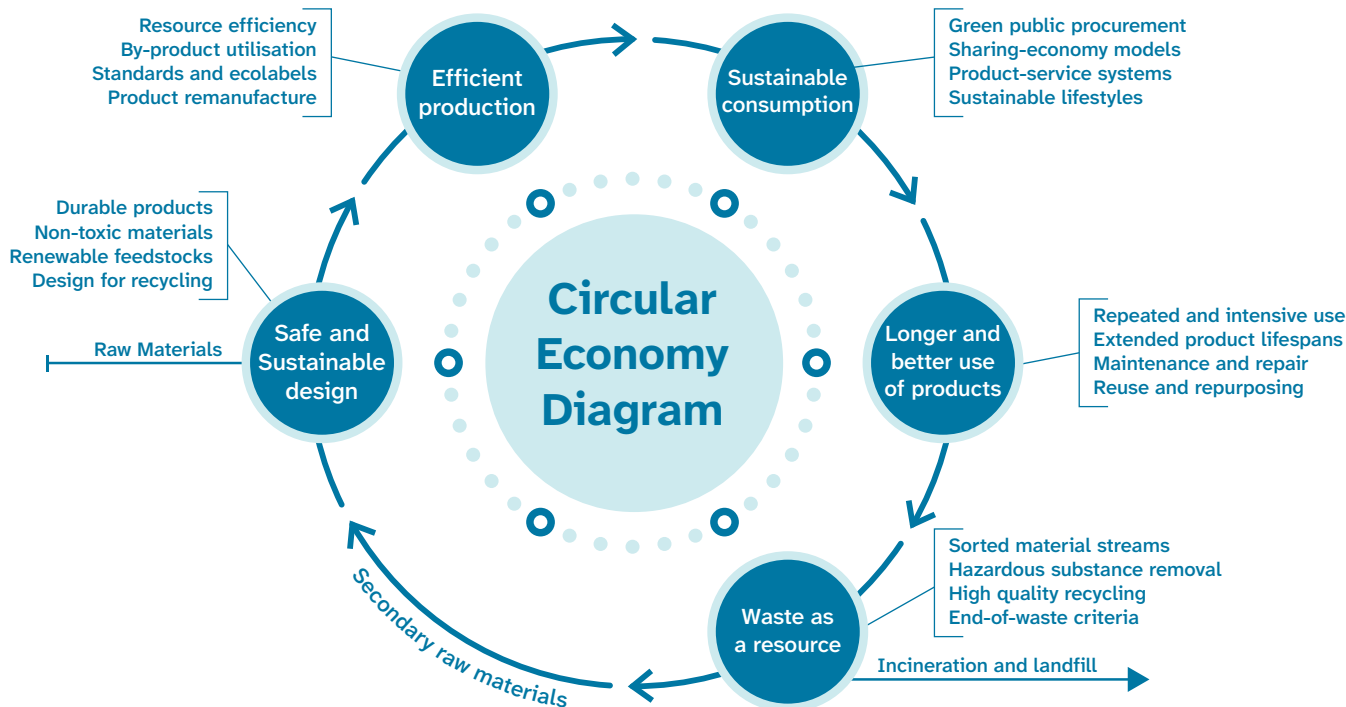 Resource efficiency
By-product utilisation
Standards and ecolabels
Product remanufacture
Efficient
production
Sustainable
consumption
Green public procurement
Sharing-economy models
Product-service systems
Sustainable lifestyles
Durable products
Non-toxic materials
Renewable feedstocks
Design for recycling
Raw Materials
Safe and
Sustainable
design
Circular
Economy
Diagram
Longer and
better use
of products
Repeated and intensive use
Extended product lifespans
Maintenance and repair
Reuse and repurposing
Sorted material streams
Hazardous substance removal
High quality recycling
End-of-waste criteria
Waste as
a resource
Incineration and landfill
Secondary raw materials